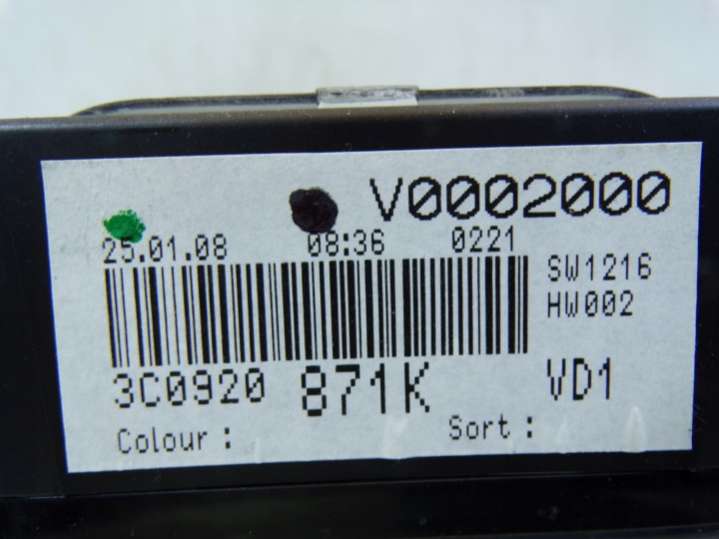 V0002000
25.01.08 08:36 0221
SW1216
HW002
3C0920 871K VD1
Colour : Sort :